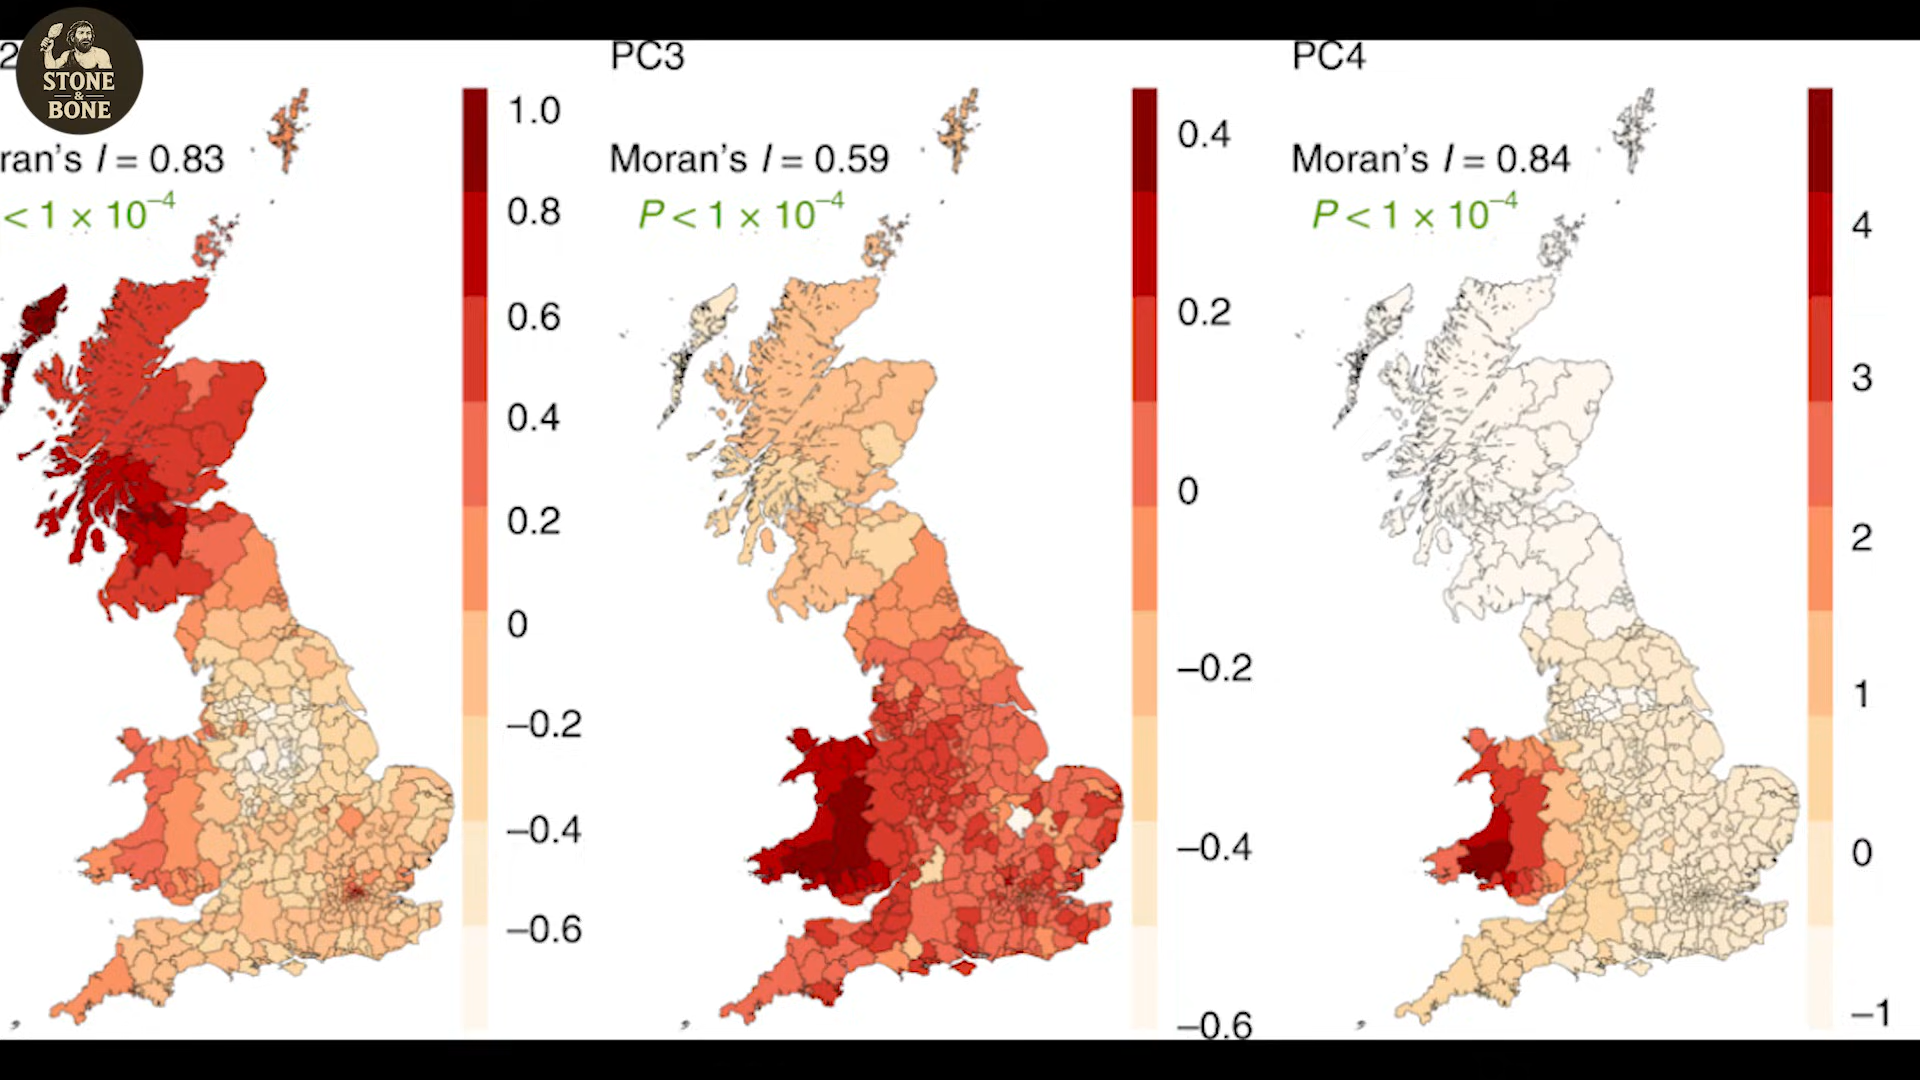 STONE
&
BONE
2
ran's I = 0.83
< 1 × 10⁻⁴
1.0
0.8
0.6
0.4
0.2
0
−0.2
−0.4
−0.6
PC3
Moran's I = 0.59
P < 1 × 10⁻⁴
0.4
0.2
0
−0.2
−0.4
−0.6
PC4
Moran's I = 0.84
P < 1 × 10⁻⁴
4
3
2
1
0
−1